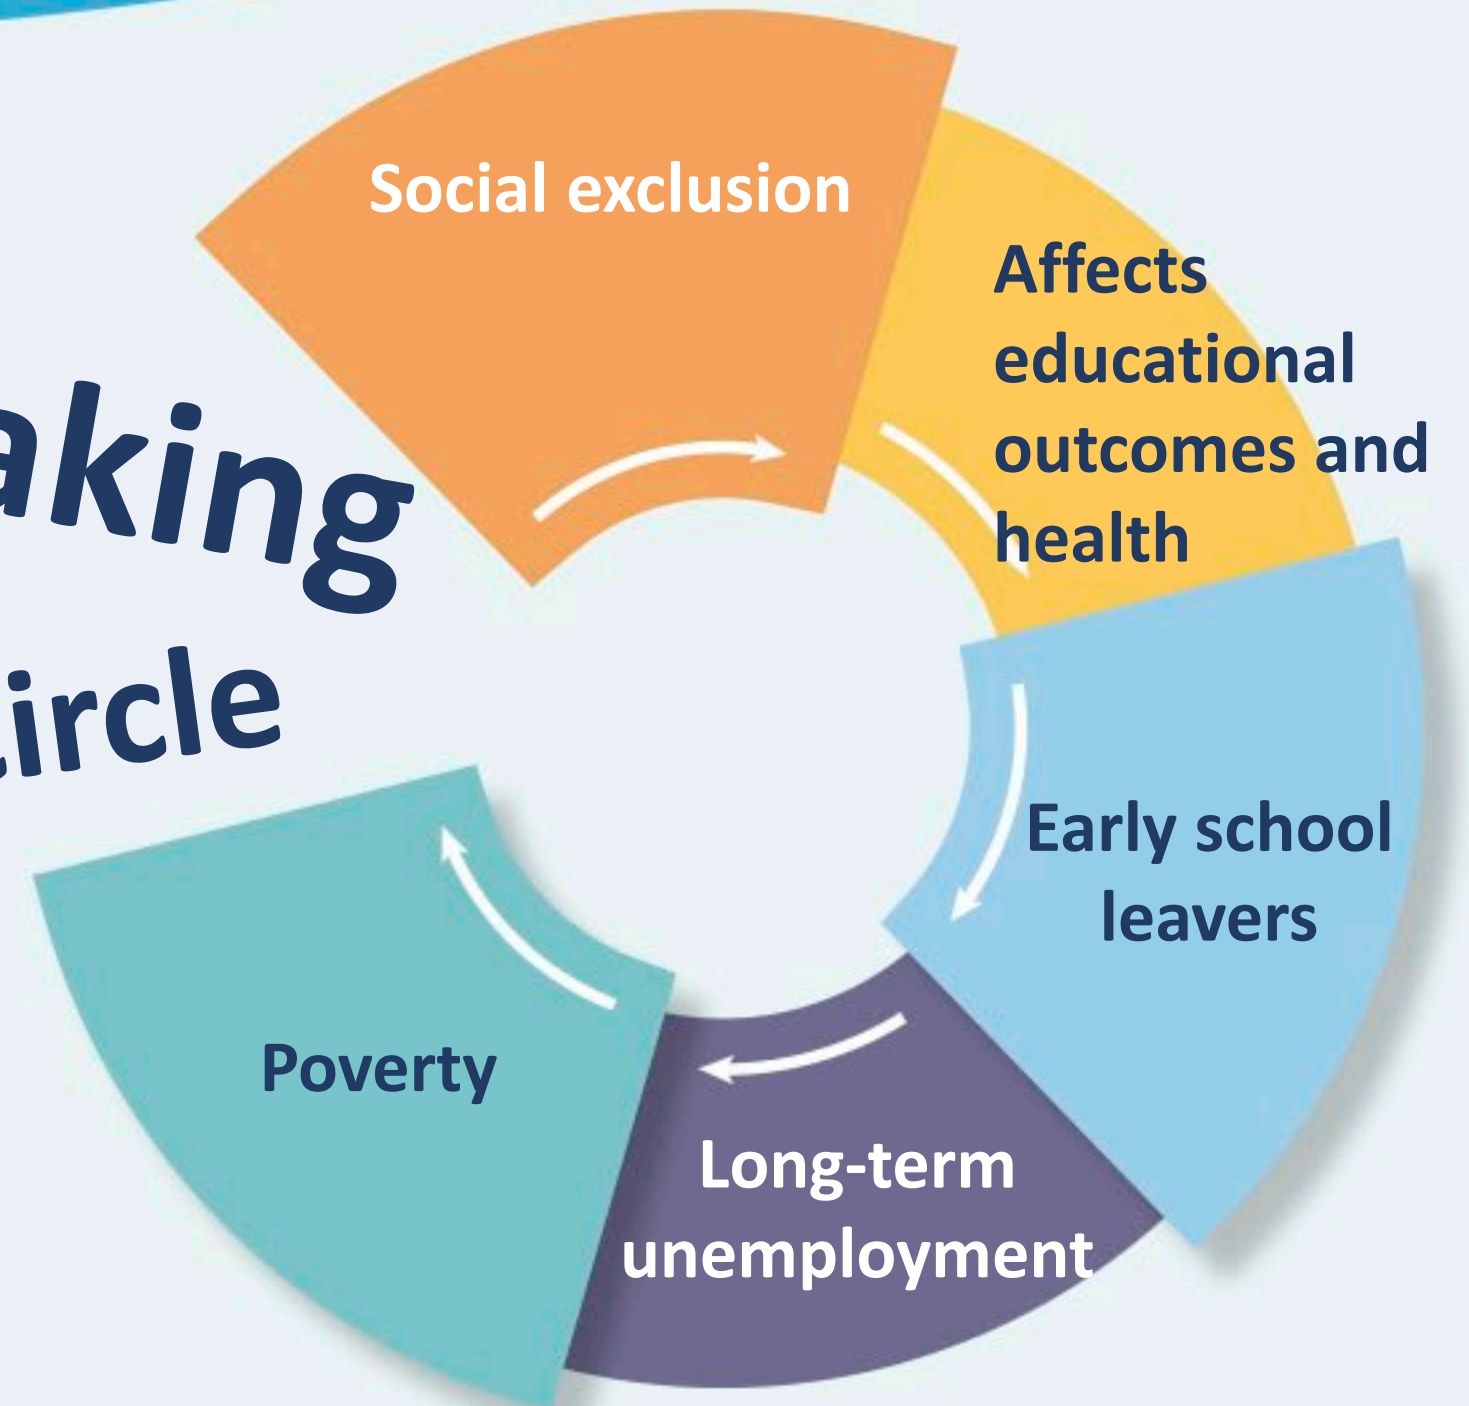 Social exclusion
Affects
educational
outcomes and
health
aking
ircle
Early school
leavers
Poverty
Long-term
unemployment